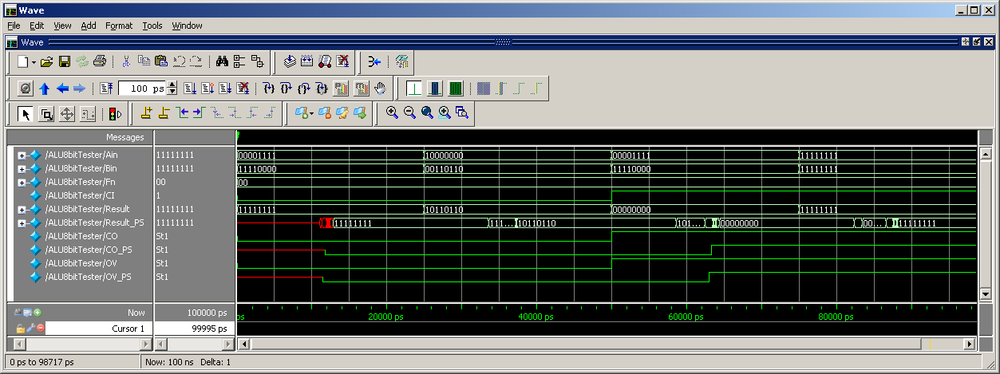 Wave
File Edit View Add Format Tools Window
Wave
100 ps
Messages
/ALU8bitTester/Ain 11111111 00001111 10000000 00001111 11111111
/ALU8bitTester/Bin 11111111 11110000 00110110 11110000 11111111
/ALU8bitTester/Fn 00 00
/ALU8bitTester/CI 1
/ALU8bitTester/Result 11111111 11111111 10110110 00000000 11111111
/ALU8bitTester/Result_PS 11111111 11111111 111... 10110110 101... 00000000 00... 11111111
/ALU8bitTester/CO St1
/ALU8bitTester/CO_PS St1
/ALU8bitTester/OV St1
/ALU8bitTester/OV_PS St1
Now 100000 ps ps 20000 ps 40000 ps 60000 ps 80000 ps
Cursor 1 99995 ps
0 ps to 98717 ps Now: 100 ns Delta: 1